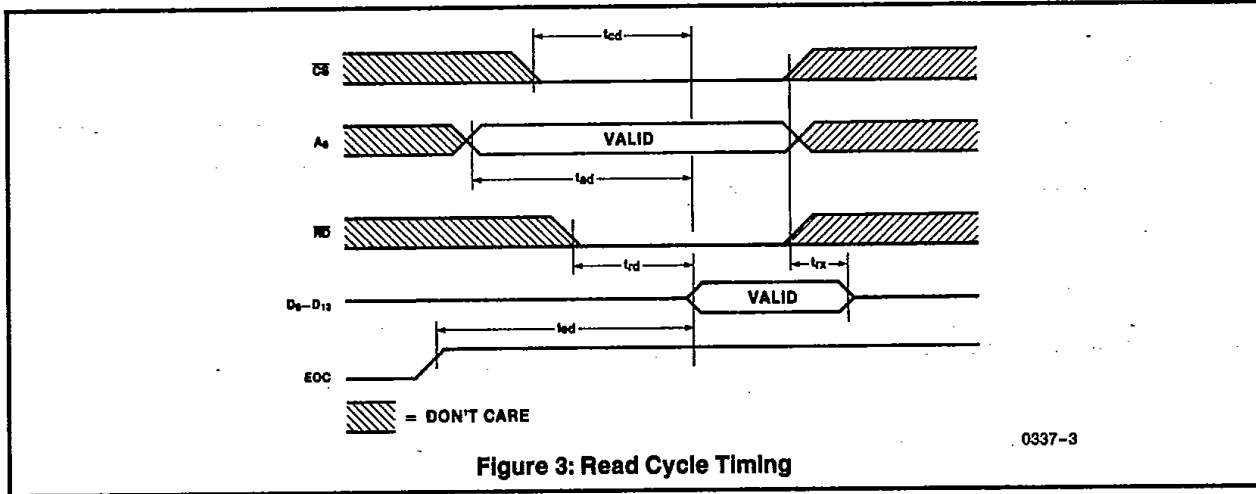 tcd
CS
A0
VALID
tad
RD
trd
trx
D0–D13
VALID
ted
EOC
= DON'T CARE
0337-3
Figure 3: Read Cycle Timing